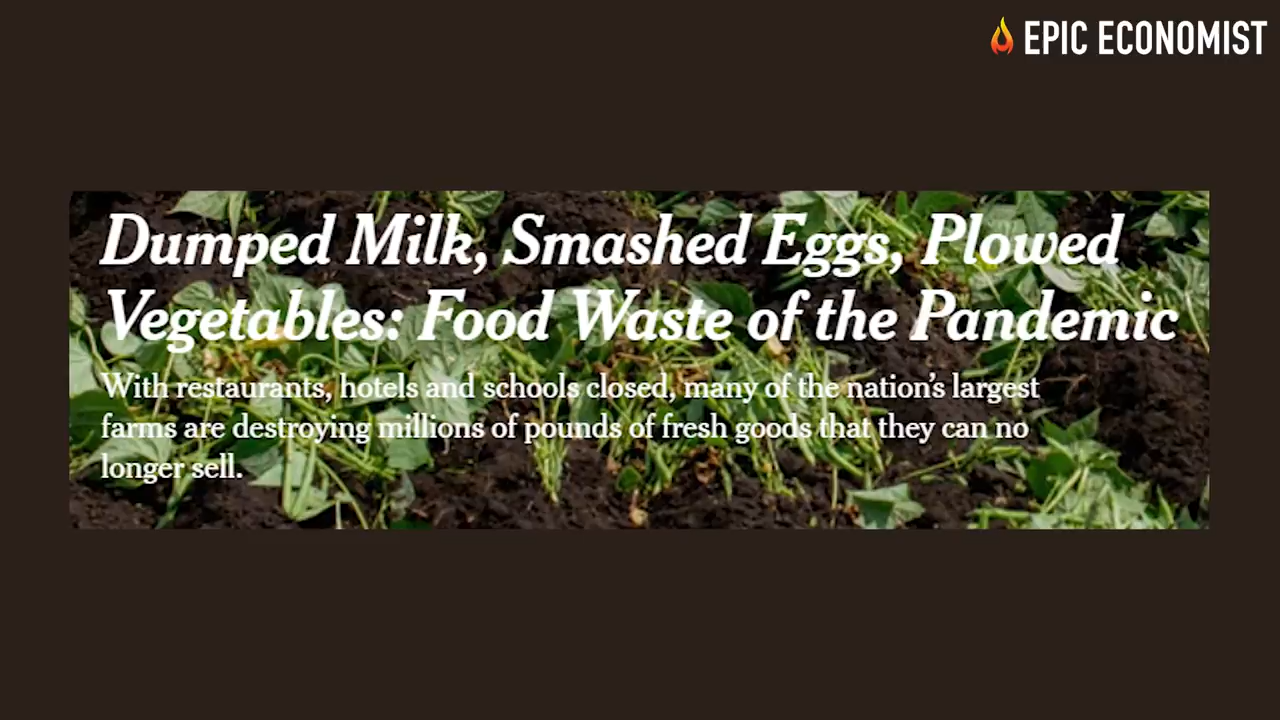 EPIC ECONOMIST
Dumped Milk, Smashed Eggs, Plowed
Vegetables: Food Waste of the Pandemic
With restaurants, hotels and schools closed, many of the nation’s largest
farms are destroying millions of pounds of fresh goods that they can no
longer sell.